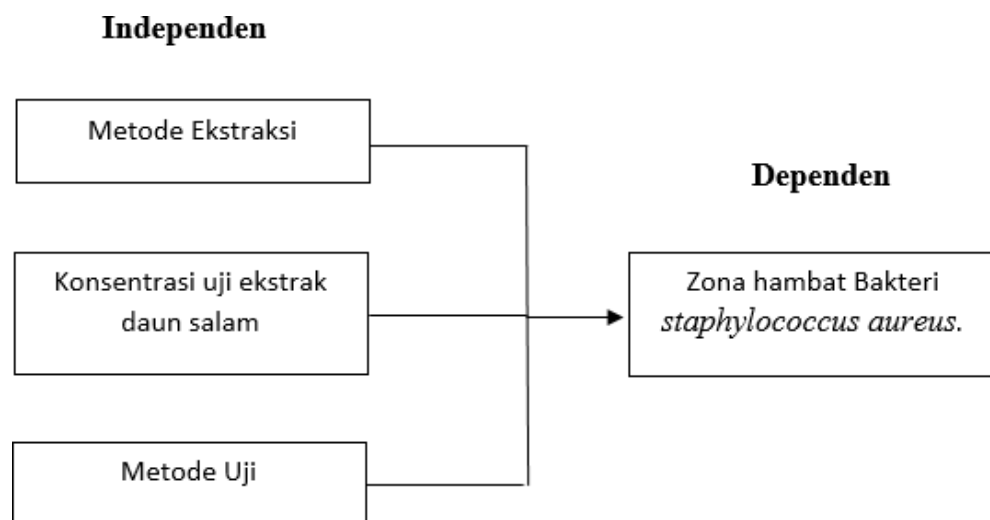 Independen
Metode Ekstraksi
Dependen
Konsentrasi uji ekstrak
daun salam
Zona hambat Bakteri
staphylococcus aureus.
Metode Uji